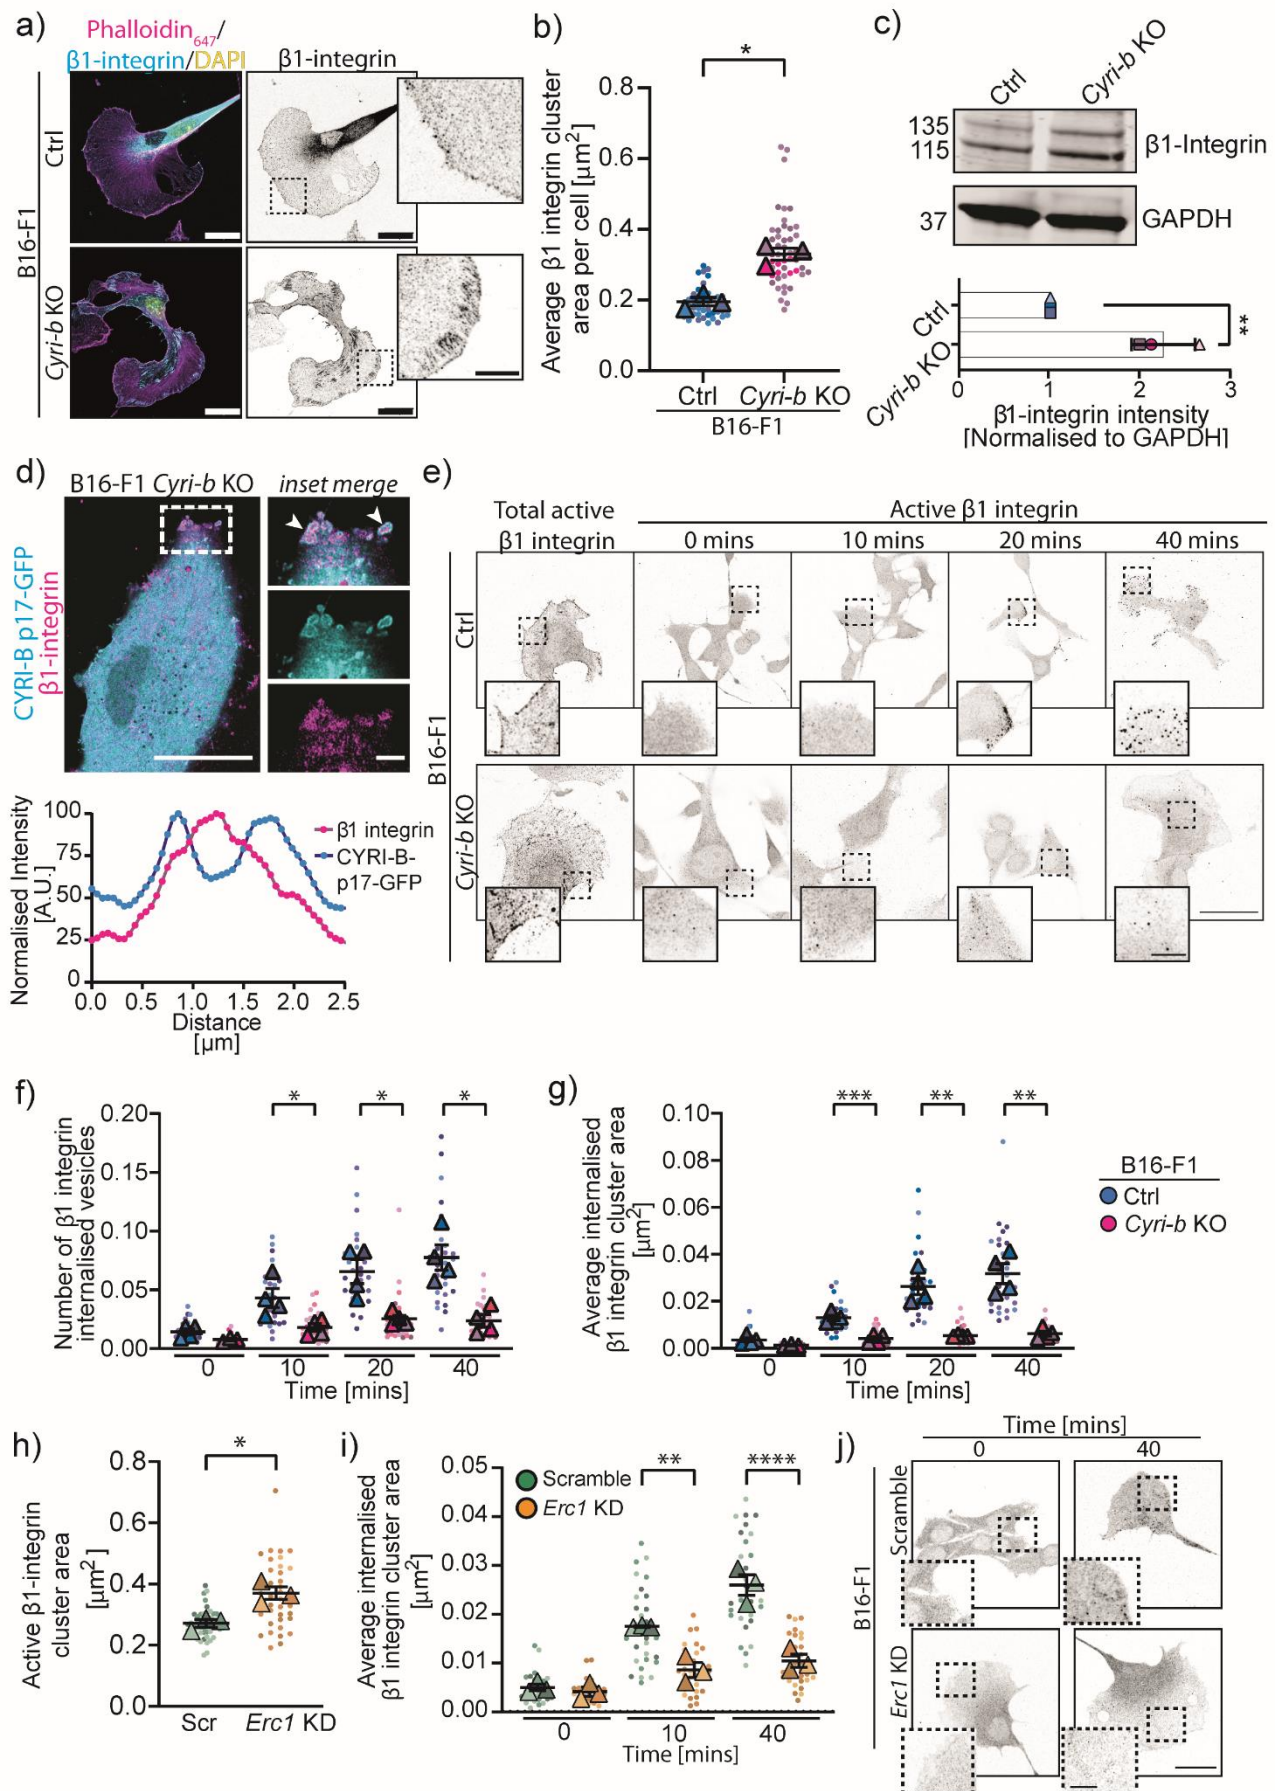 a)
Phalloidin647/
β1-integrin/DAPI
β1-integrin
B16-F1
Ctrl
Cyri-b KO
b)
Average β1 integrin cluster
area per cell [µm²]
0.8
0.6
0.4
0.2
0.0
*
Ctrl
Cyri-b KO
B16-F1
c)
Ctrl
Cyri-b KO
135
115
β1-Integrin
37
GAPDH
Ctrl
Cyri-b KO
**
0
1
2
3
β1-integrin intensity
[Normalised to GAPDH]
d)
B16-F1 Cyri-b KO
inset merge
CYRI-B p17-GFP
β1-integrin
Normalised Intensity
[A.U.]
100
75
50
25
0
β1 integrin
CYRI-B-
p17-GFP
0.0
0.5
1.0
1.5
2.0
2.5
Distance
[µm]
e)
Total active
β1 integrin
Active β1 integrin
0 mins
10 mins
20 mins
40 mins
B16-F1
Ctrl
Cyri-b KO
f)
Number of β1 integrin
internalised vesicles
0.20
0.15
0.10
0.05
0.00
*
*
*
0
10
20
40
Time [mins]
g)
Average internalised
β1 integrin cluster area
[µm²]
0.10
0.08
0.06
0.04
0.02
0.00
***
**
**
0
10
20
40
Time [mins]
B16-F1
Ctrl
Cyri-b KO
h)
Active β1-integrin
cluster area
[µm²]
0.8
0.6
0.4
0.2
0.0
*
Scr
Erc1 KD
i)
Average internalised
β1 integrin cluster area
[µm²]
0.05
0.04
0.03
0.02
0.01
0.00
Scramble
Erc1 KD
**
****
0
10
40
Time [mins]
j)
Time [mins]
0
40
B16-F1
Scramble
Erc1 KD